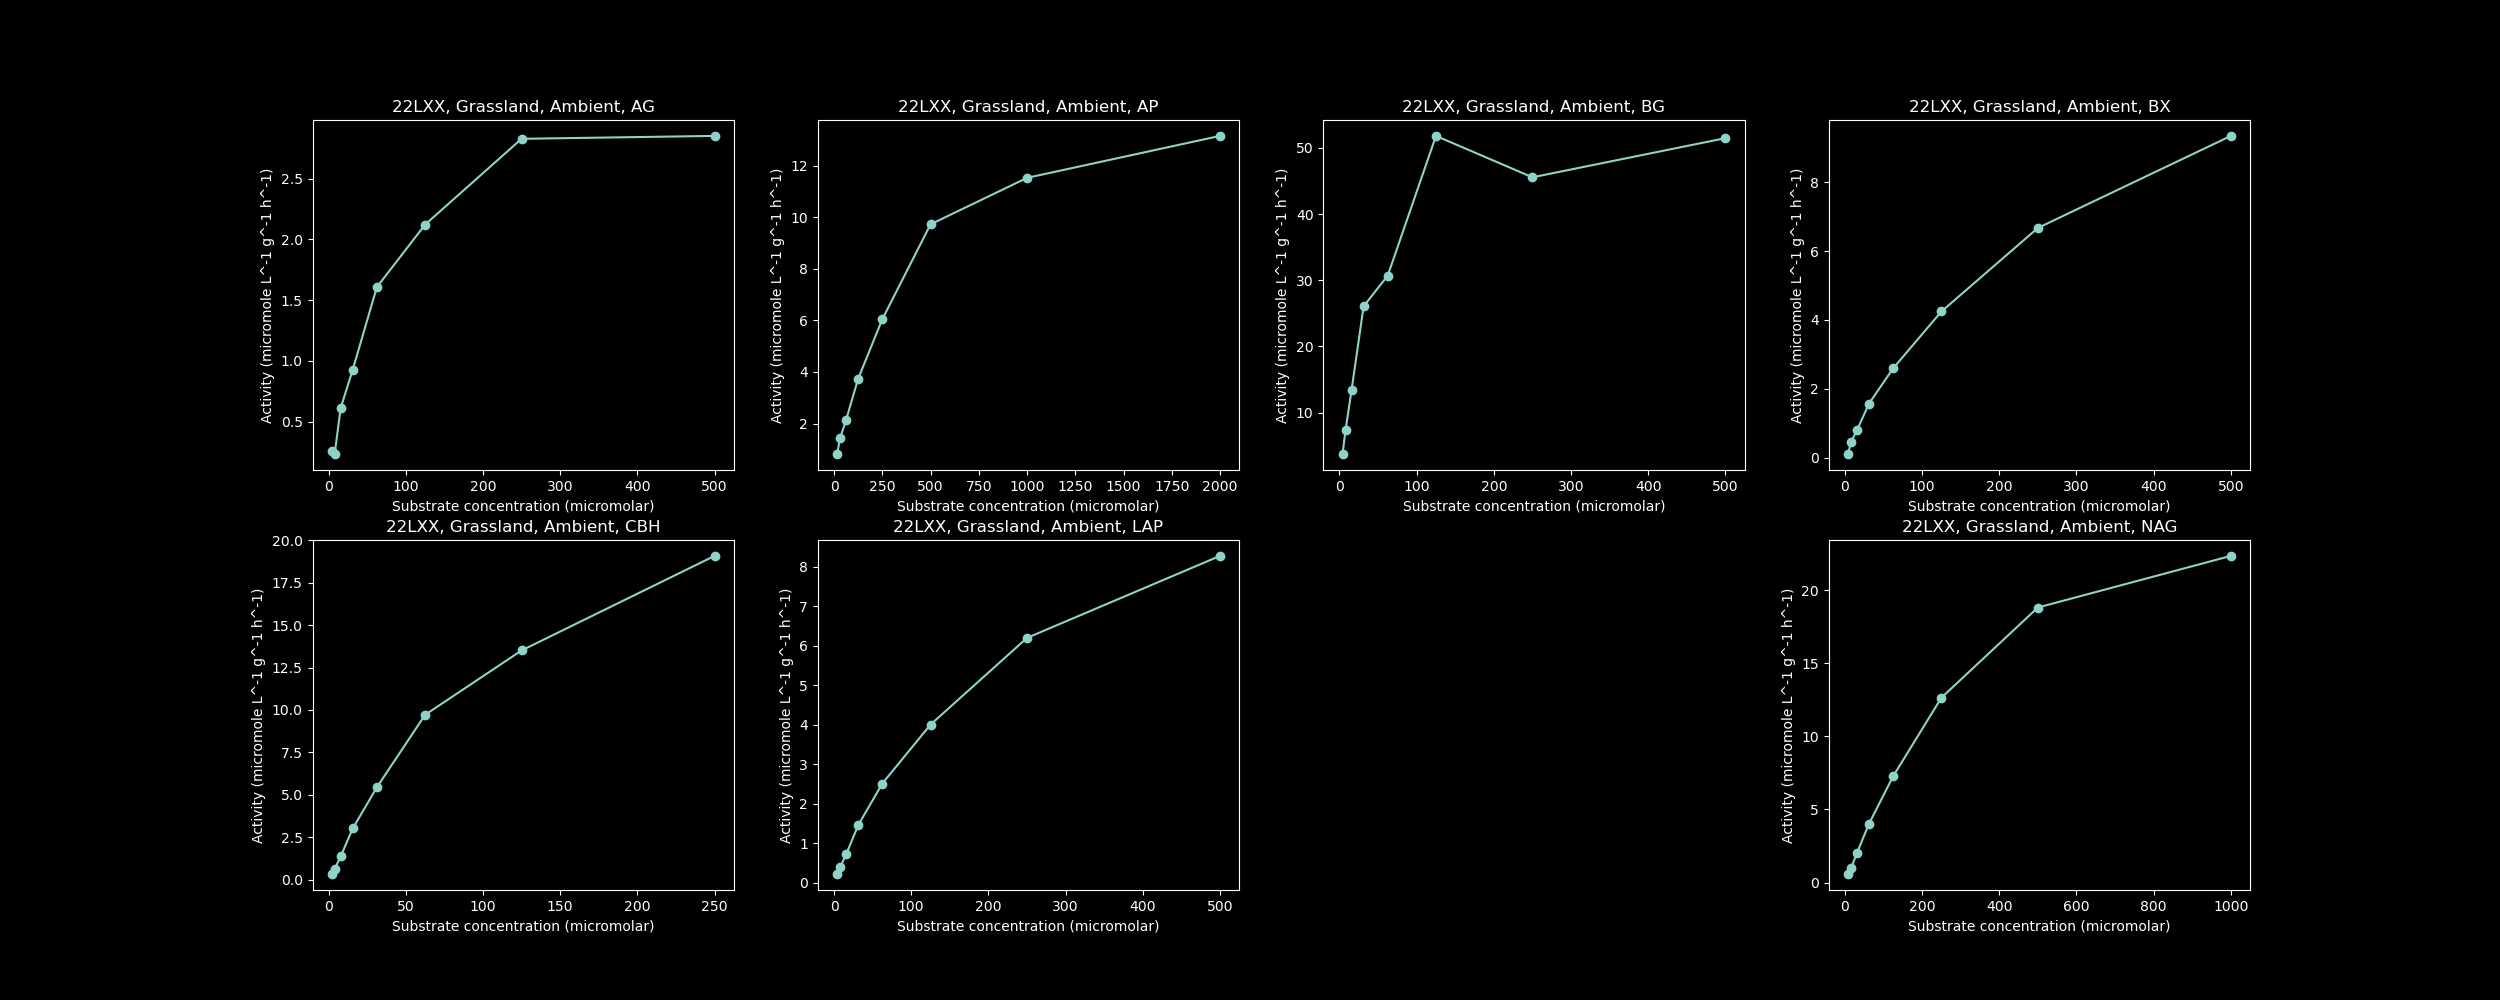 22LXX, Grassland, Ambient, AG
Activity (micromole L^-1 g^-1 h^-1)
2.5
2.0
1.5
1.0
0.5
0 100 200 300 400 500
Substrate concentration (micromolar)
22LXX, Grassland, Ambient, AP
Activity (micromole L^-1 g^-1 h^-1)
12
10
8
6
4
2
0 250 500 750 1000 1250 1500 1750 2000
Substrate concentration (micromolar)
22LXX, Grassland, Ambient, BG
Activity (micromole L^-1 g^-1 h^-1)
50
40
30
20
10
0 100 200 300 400 500
Substrate concentration (micromolar)
22LXX, Grassland, Ambient, BX
Activity (micromole L^-1 g^-1 h^-1)
8
6
4
2
0
0 100 200 300 400 500
Substrate concentration (micromolar)
22LXX, Grassland, Ambient, CBH
Activity (micromole L^-1 g^-1 h^-1)
20.0
17.5
15.0
12.5
10.0
7.5
5.0
2.5
0.0
0 50 100 150 200 250
Substrate concentration (micromolar)
22LXX, Grassland, Ambient, LAP
Activity (micromole L^-1 g^-1 h^-1)
8
7
6
5
4
3
2
1
0
0 100 200 300 400 500
Substrate concentration (micromolar)
22LXX, Grassland, Ambient, NAG
Activity (micromole L^-1 g^-1 h^-1)
20
15
10
5
0
0 200 400 600 800 1000
Substrate concentration (micromolar)